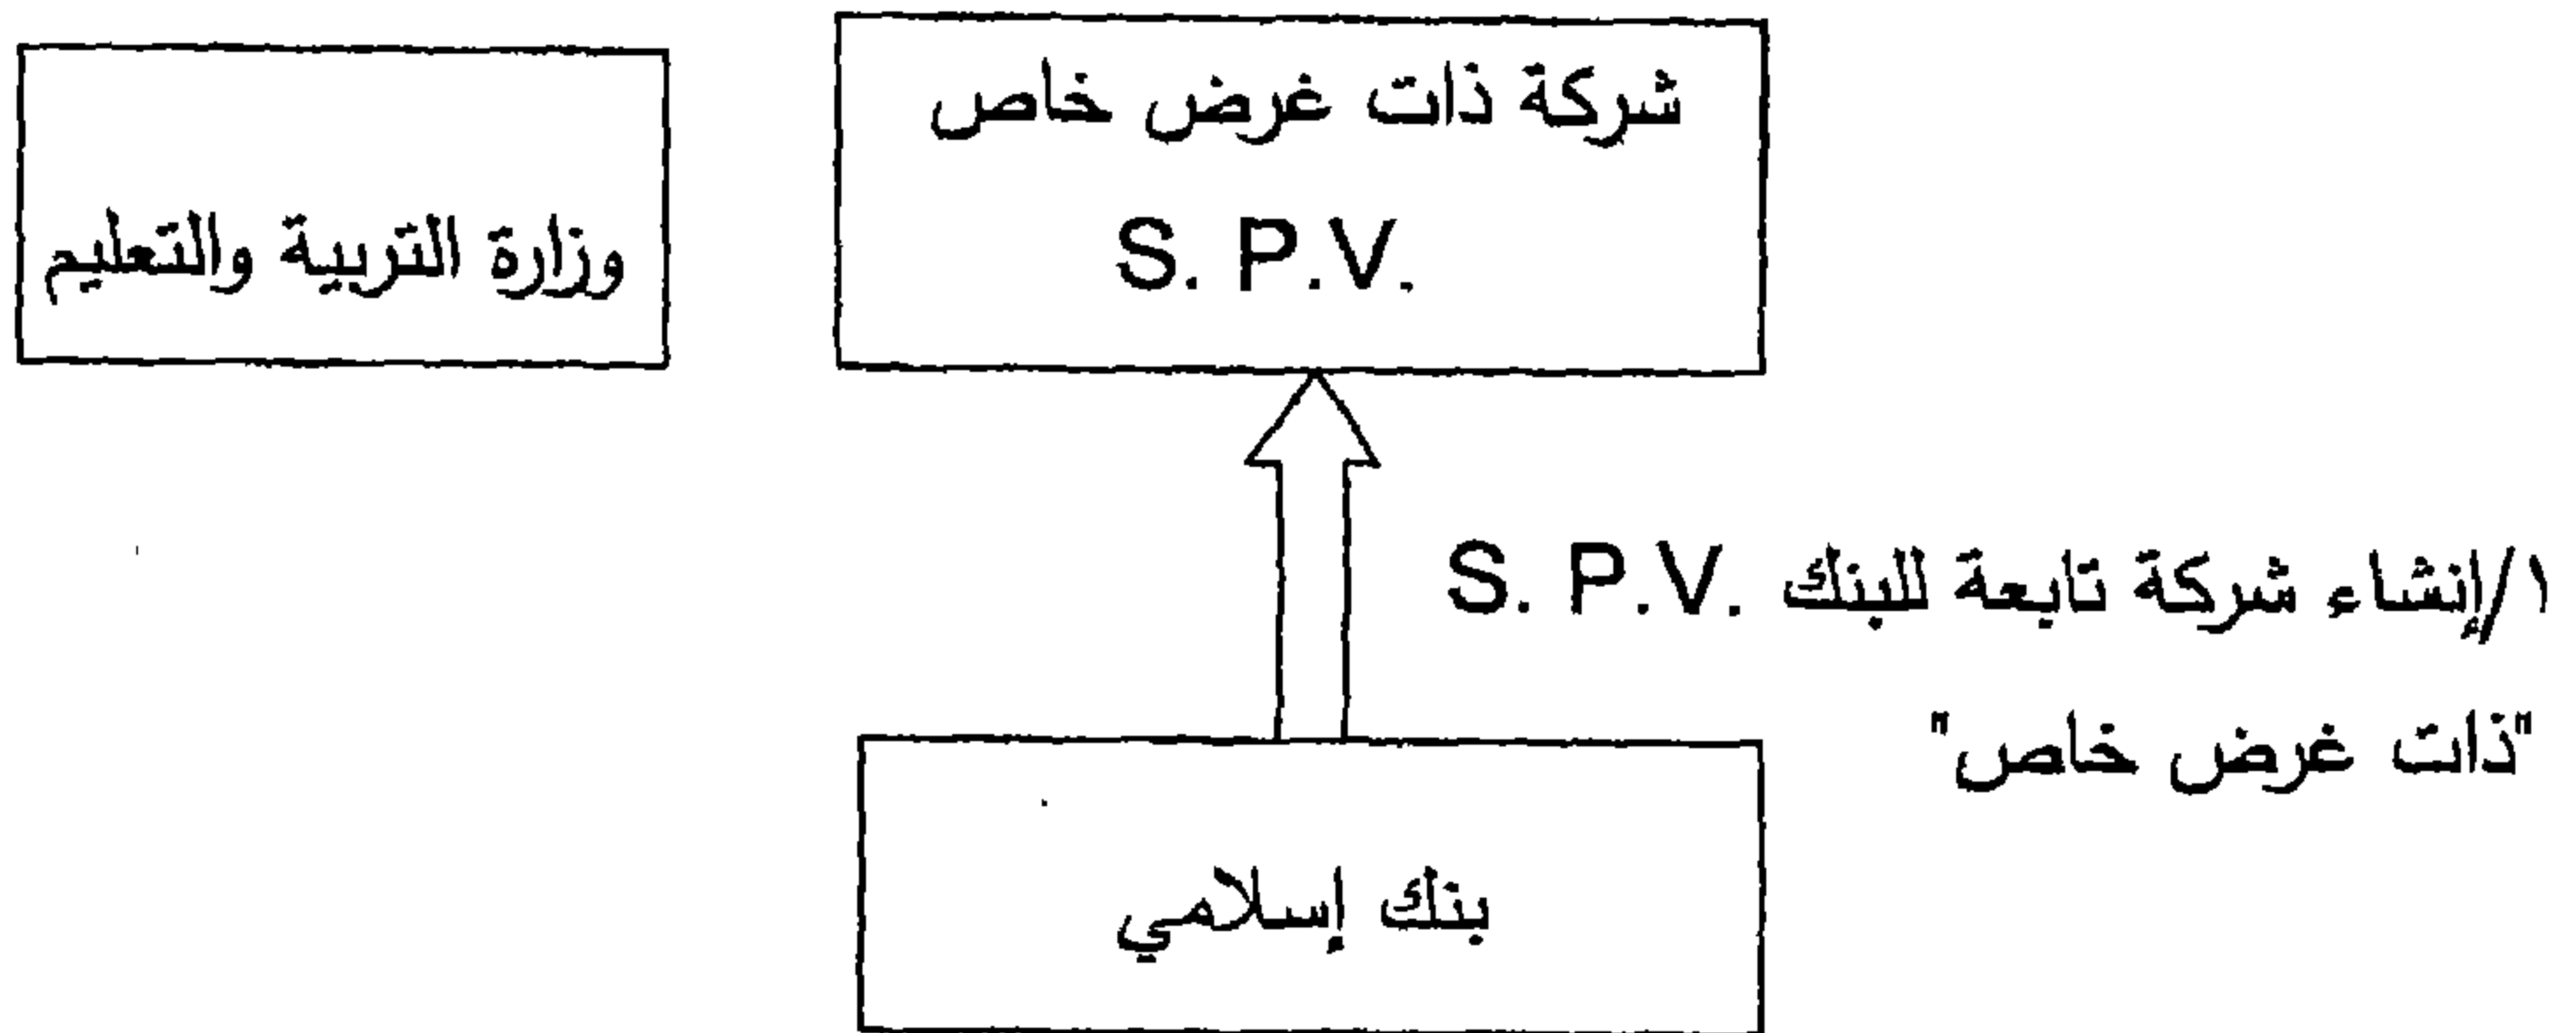 شركة ذات غرض خاص
S. P.V.
وزارة التربية والتعليم
١/إنشاء شركة تابعة للبنك S. P.V.
"ذات غرض خاص"
بنك إسلامي